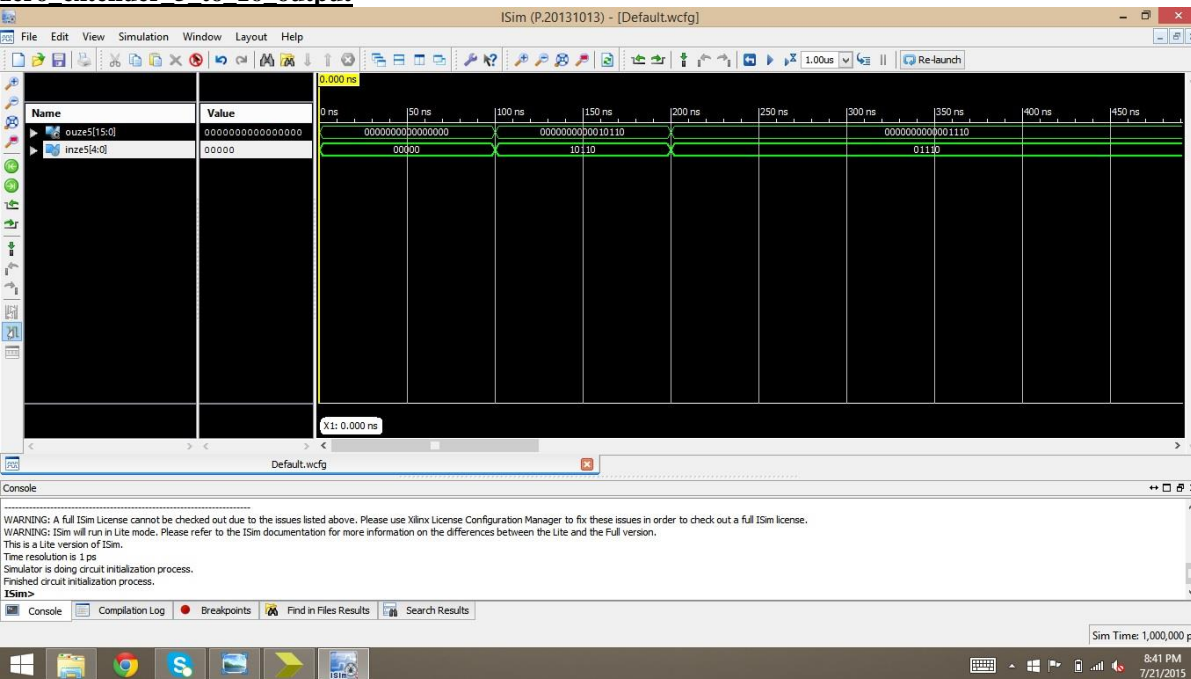 zero_extender_5_to_16_output
ISim (P.20131013) - [Default.wcfg]
File Edit View Simulation Window Layout Help
1.00us Re-launch
0.000 ns
Name Value 0 ns 50 ns 100 ns 150 ns 200 ns 250 ns 300 ns 350 ns 400 ns 450 ns
ouze5[15:0] 0000000000000000 0000000000000000 0000000000010110 0000000000001110
inze5[4:0] 00000 00000 10110 01110
X1: 0.000 ns
Default.wcfg
Console
WARNING: A full ISim License cannot be checked out due to the issues listed above. Please use Xilinx License Configuration Manager to fix these issues in order to check out a full ISim license.
WARNING: ISim will run in Lite mode. Please refer to the ISim documentation for more information on the differences between the Lite and the Full version.
This is a Lite version of ISim.
Time resolution is 1 ps
Simulator is doing circuit initialization process.
Finished circuit initialization process.
ISim>
Console Compilation Log Breakpoints Find in Files Results Search Results
Sim Time: 1,000,000 p
8:41 PM
7/21/2015